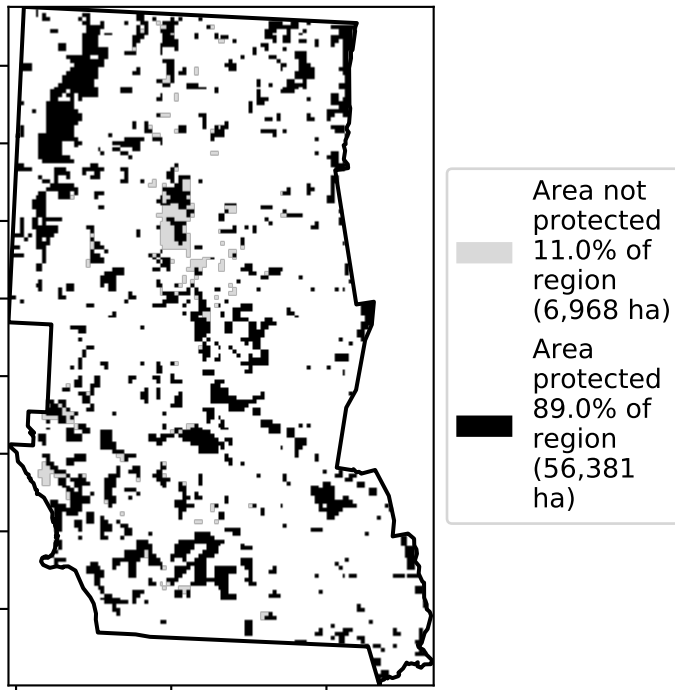 Area not
protected
11.0% of
region
(6,968 ha)
Area
protected
89.0% of
region
(56,381
ha)